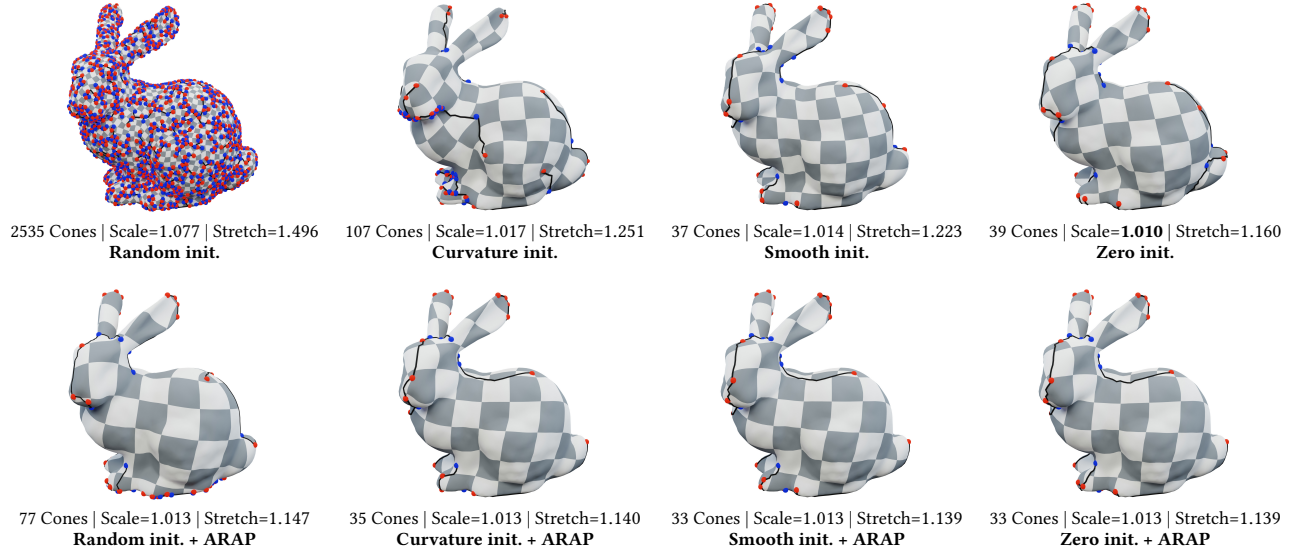 2535 Cones | Scale=1.077 | Stretch=1.496
Random init.
107 Cones | Scale=1.017 | Stretch=1.251
Curvature init.
37 Cones | Scale=1.014 | Stretch=1.223
Smooth init.
39 Cones | Scale=1.010 | Stretch=1.160
Zero init.
77 Cones | Scale=1.013 | Stretch=1.147
Random init. + ARAP
35 Cones | Scale=1.013 | Stretch=1.140
Curvature init. + ARAP
33 Cones | Scale=1.013 | Stretch=1.139
Smooth init. + ARAP
33 Cones | Scale=1.013 | Stretch=1.139
Zero init. + ARAP